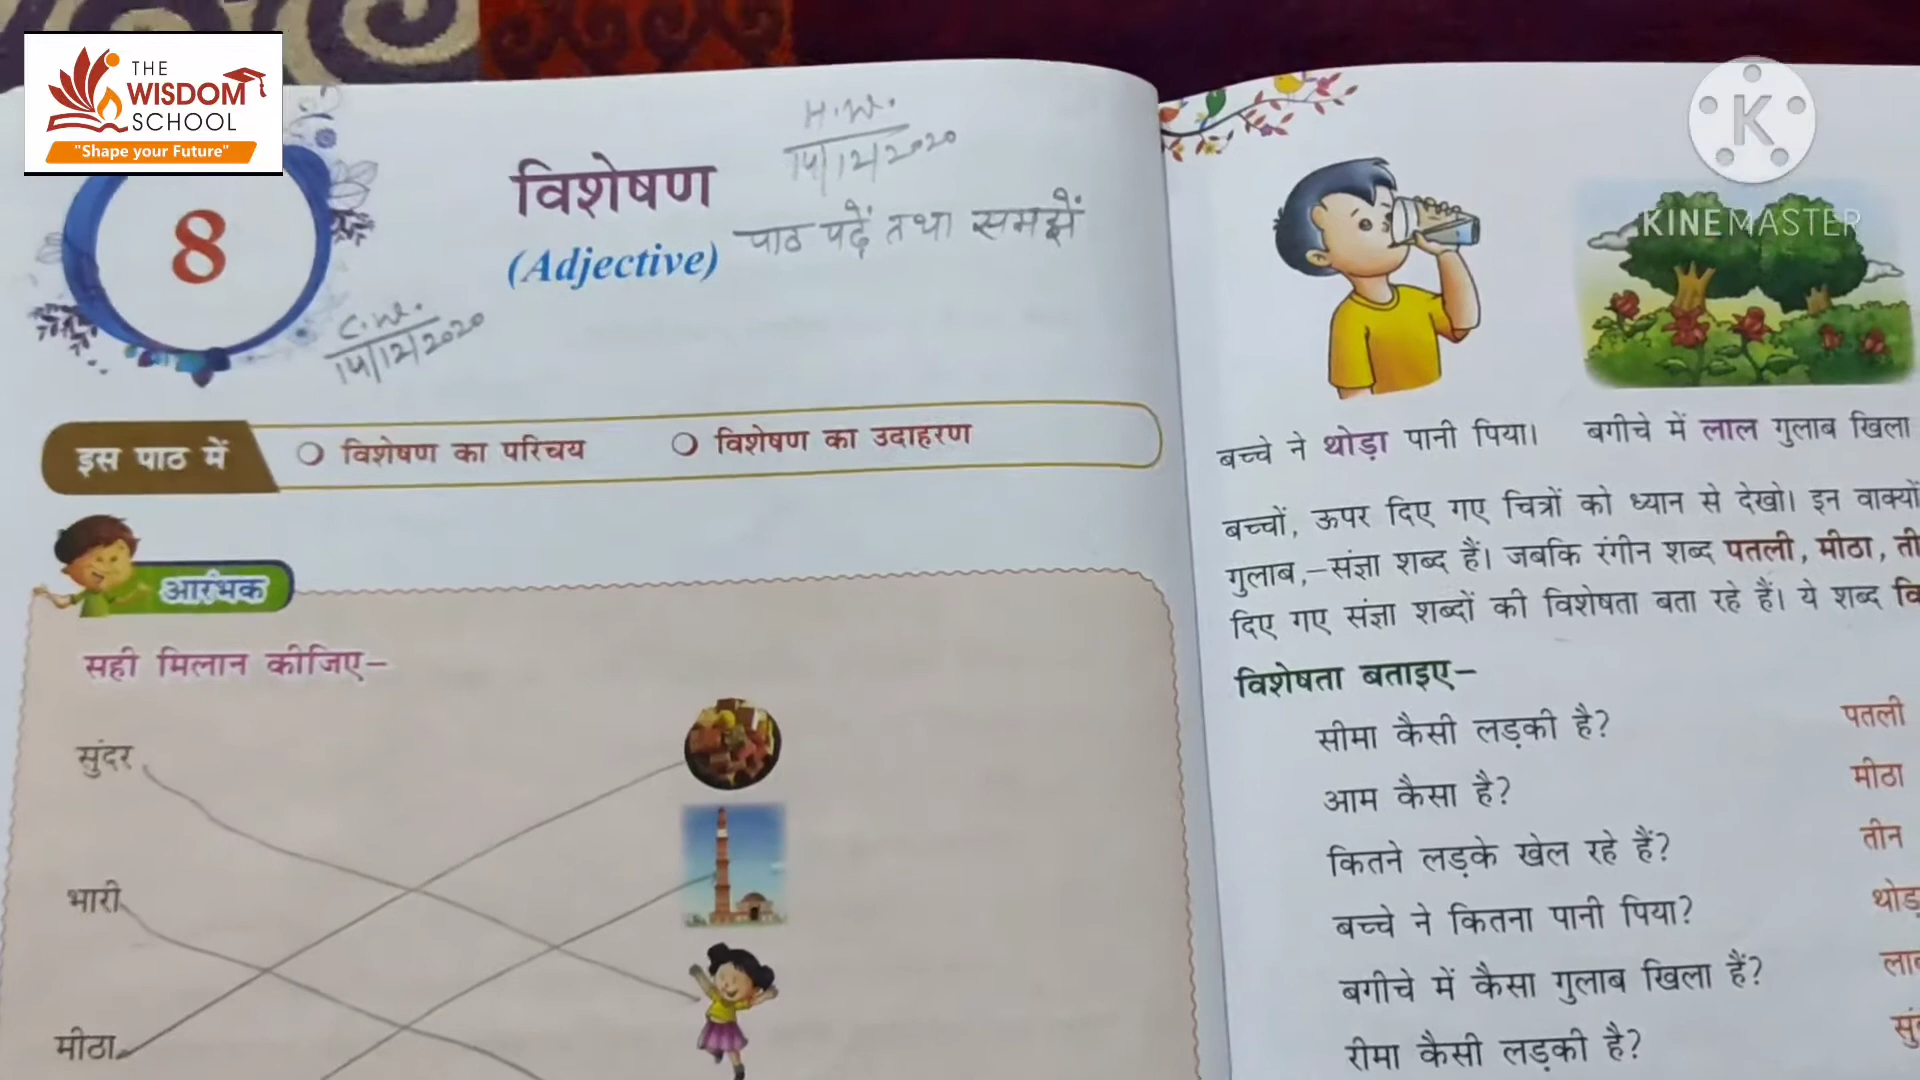 THE
WISDOM
SCHOOL
"Shape your Future"
K
KINEMASTER
8
विशेषण
(Adjective)
H.W.
14/12/2020
पाठ पढ़ें तथा समझें
C.W.
14/12/2020
इस पाठ में
विशेषण का परिचय
विशेषण का उदाहरण
आरंभक
सही मिलान कीजिए–
सुंदर
भारी
मीठा
बच्चे ने थोड़ा पानी पिया।
बगीचे में लाल गुलाब खिला
बच्चों, ऊपर दिए गए चित्रों को ध्यान से देखो। इन वाक्यों
गुलाब,–संज्ञा शब्द हैं। जबकि रंगीन शब्द पतली, मीठा, ती
दिए गए संज्ञा शब्दों की विशेषता बता रहे हैं। ये शब्द वि
विशेषता बताइए–
सीमा कैसी लड़की है? पतली
आम कैसा है? मीठा
कितने लड़के खेल रहे हैं? तीन
बच्चे ने कितना पानी पिया? थोड़
बगीचे में कैसा गुलाब खिला हैं? ला
रीमा कैसी लड़की है? सुं